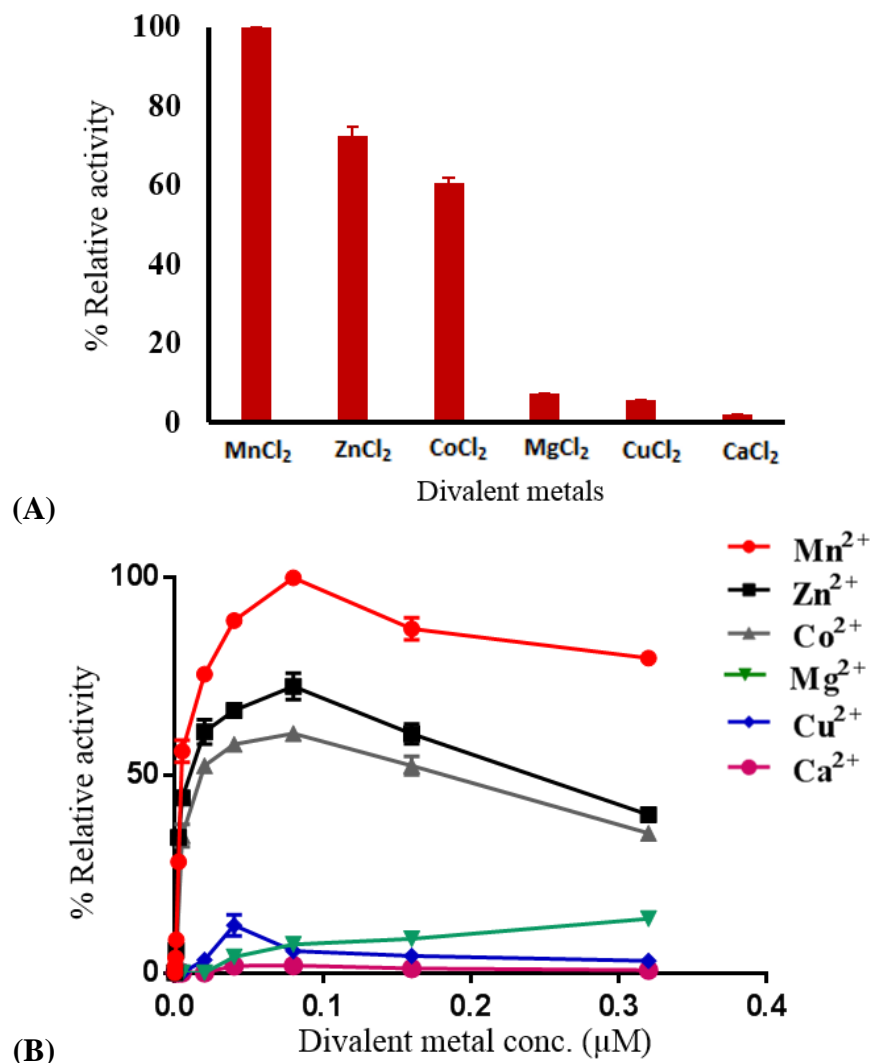 100
80
60
40
20
0
% Relative activity
MnCl₂ ZnCl₂ CoCl₂ MgCl₂ CuCl₂ CaCl₂
Divalent metals
(A)
Mn²⁺
Zn²⁺
Co²⁺
Mg²⁺
Cu²⁺
Ca²⁺
100
50
0
% Relative activity
0.0 0.1 0.2 0.3 0.4
Divalent metal conc. (µM)
(B)